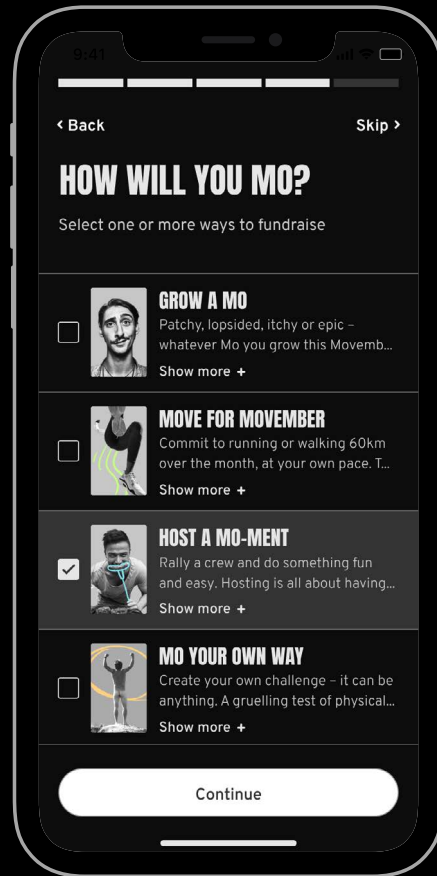 9:41
‹ Back
Skip ›
HOW WILL YOU MO?
Select one or more ways to fundraise
GROW A MO
Patchy, lopsided, itchy or epic –
whatever Mo you grow this Movemb...
Show more +
MOVE FOR MOVEMBER
Commit to running or walking 60km
over the month, at your own pace. T...
Show more +
HOST A MO-MENT
Rally a crew and do something fun
and easy. Hosting is all about having...
Show more +
MO YOUR OWN WAY
Create your own challenge – it can be
anything. A gruelling test of physical...
Show more +
Continue